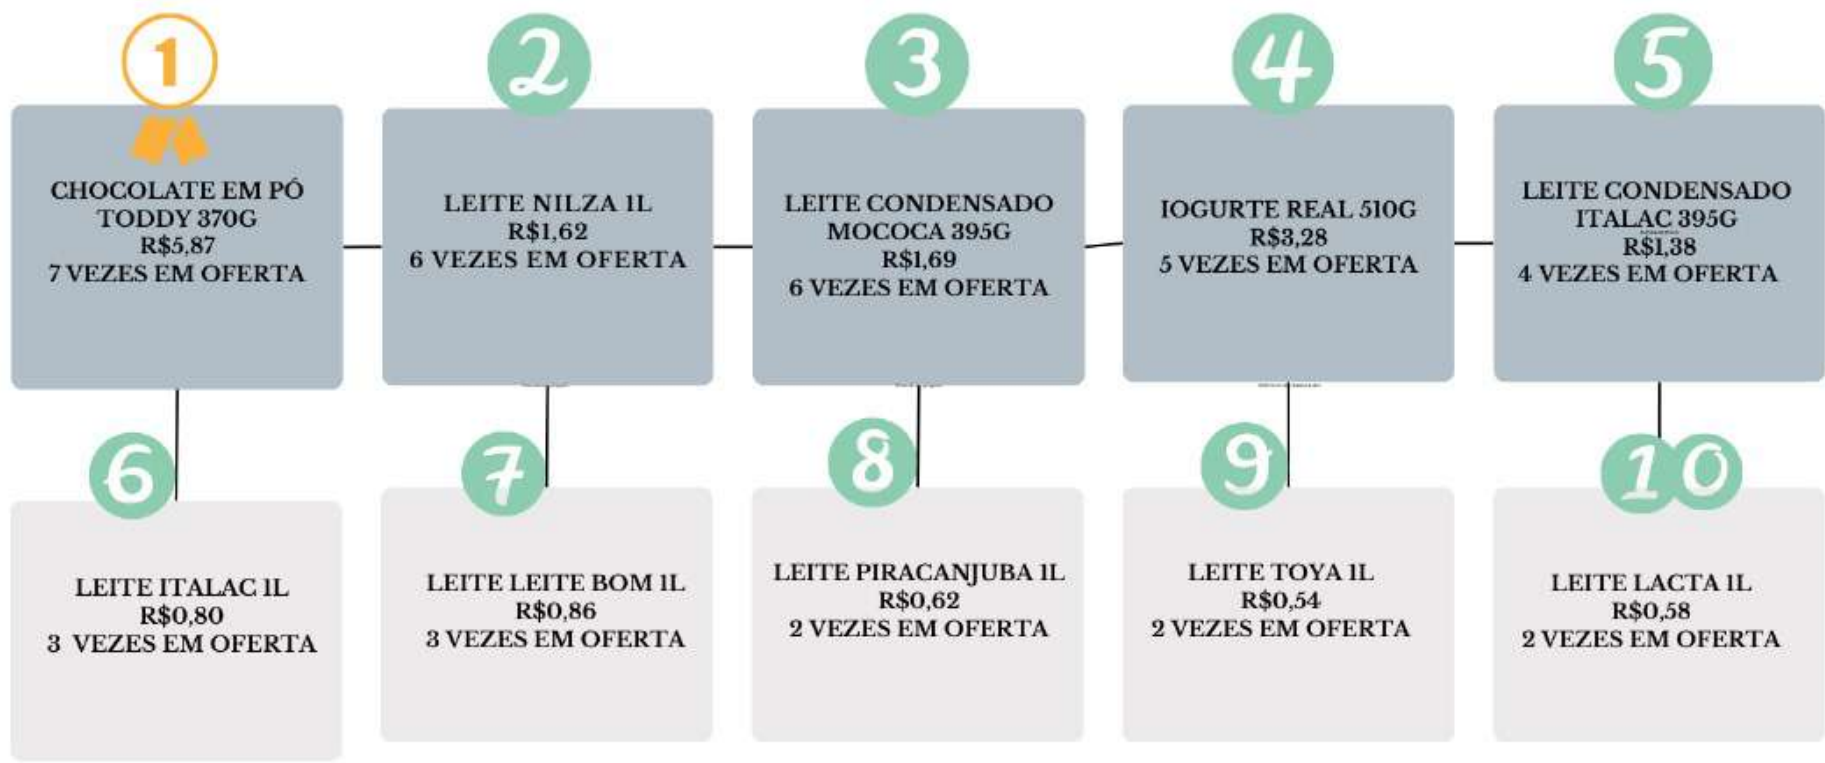 1
CHOCOLATE EM PÓ
TODDY 370G
R$5,87
7 VEZES EM OFERTA
2
LEITE NILZA 1L
R$1,62
6 VEZES EM OFERTA
3
LEITE CONDENSADO
MOCOCA 395G
R$1,69
6 VEZES EM OFERTA
4
IOGURTE REAL 510G
R$3,28
5 VEZES EM OFERTA
5
LEITE CONDENSADO
ITALAC 395G
R$1,38
4 VEZES EM OFERTA
6
LEITE ITALAC 1L
R$0,80
3 VEZES EM OFERTA
7
LEITE LEITE BOM 1L
R$0,86
3 VEZES EM OFERTA
8
LEITE PIRACANJUBA 1L
R$0,62
2 VEZES EM OFERTA
9
LEITE TOYA 1L
R$0,54
2 VEZES EM OFERTA
10
LEITE LACTA 1L
R$0,58
2 VEZES EM OFERTA